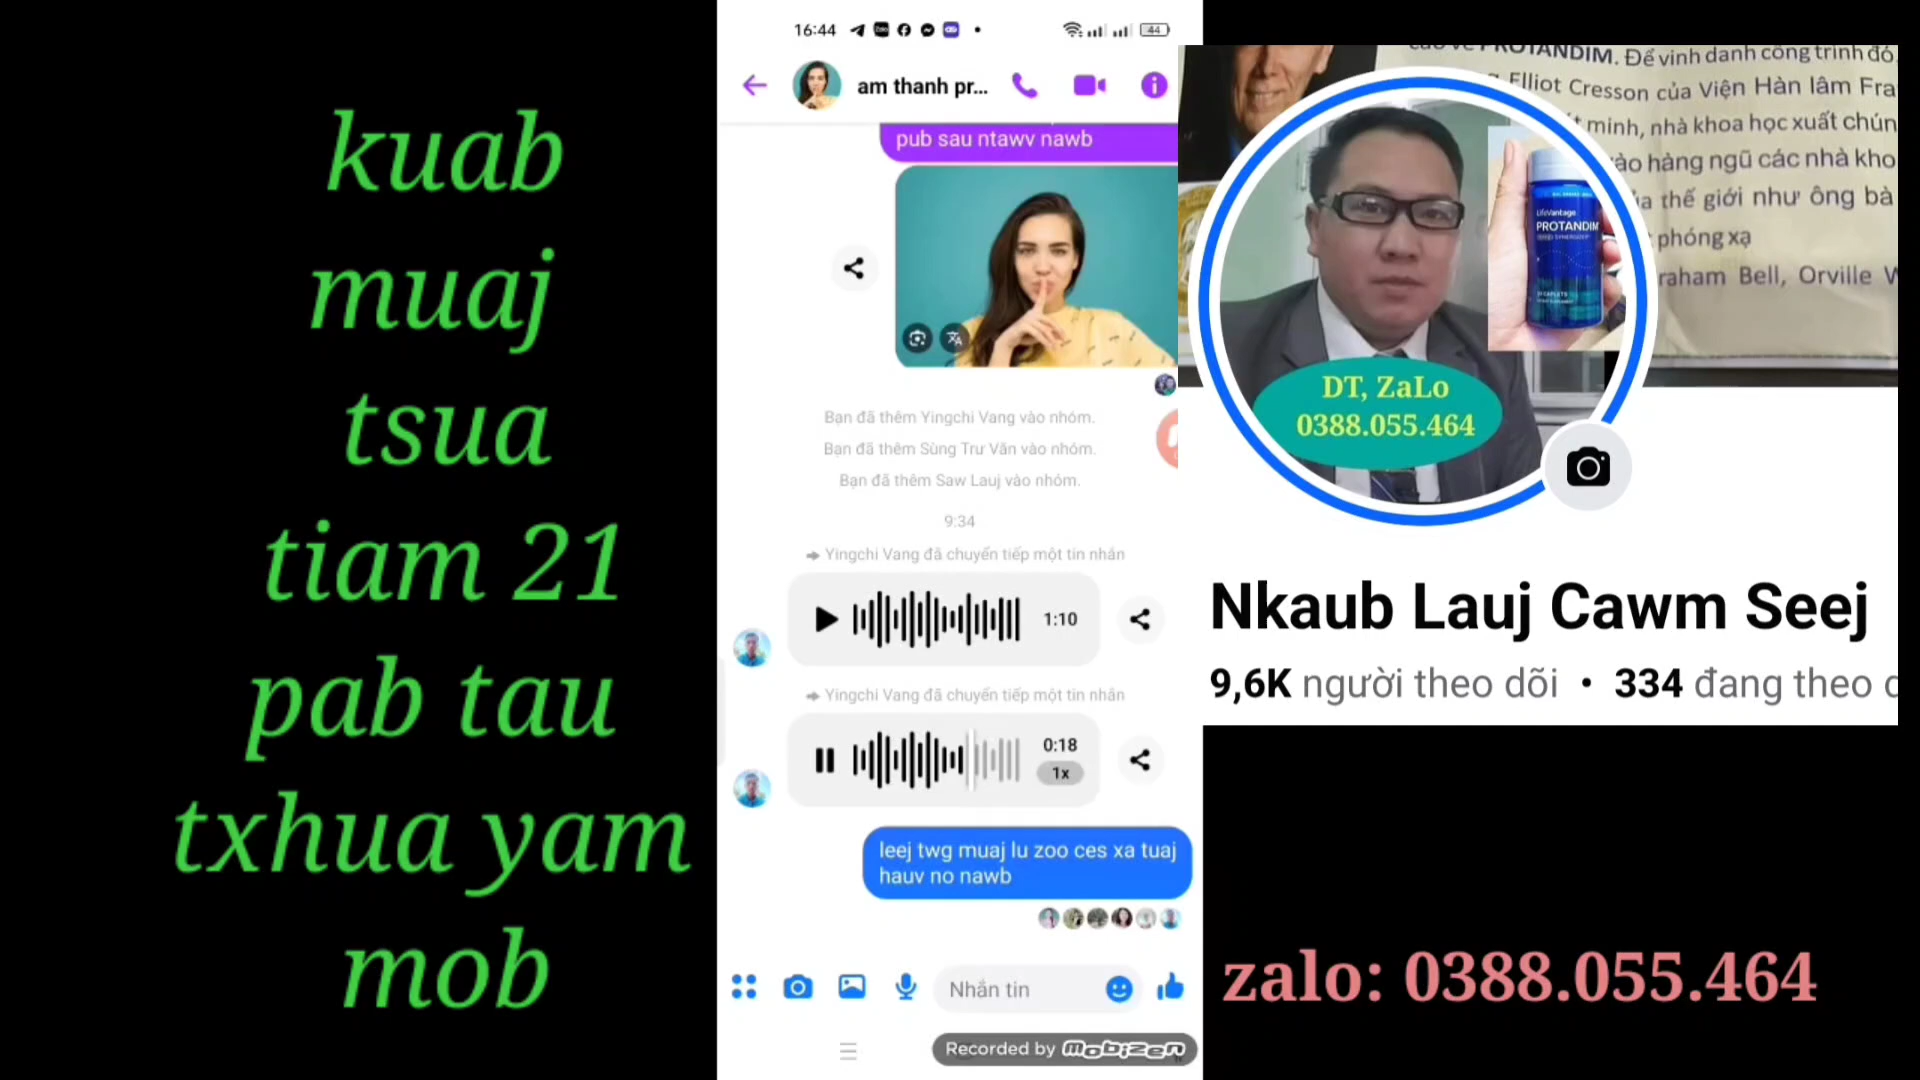 kuab
muaj
tsua
tiam 21
pab tau
txhua yam
mob
16:44
44
am thanh pr...
pub sau ntawv nawb
Bạn đã thêm Yingchi Vang vào nhóm.
Bạn đã thêm Sùng Trư Văn vào nhóm.
Bạn đã thêm Saw Lauj vào nhóm.
9:34
Yingchi Vang đã chuyển tiếp một tin nhắn
1:10
Yingchi Vang đã chuyển tiếp một tin nhắn
0:18
1x
leej twg muaj lu zoo ces xa tuaj
hauv no nawb
Nhắn tin
Recorded by Mobizen
PROTANDIM. Để vinh danh công trình đó.
Elliot Cresson của Viện Hàn lâm Fra
minh, nhà khoa học xuất chún
ào hàng ngũ các nhà kho
thế giới như ông bà
phóng xạ
raham Bell, Orville W
LifeVantage
PROTANDIM
DT, ZaLo
0388.055.464
Nkaub Lauj Cawm Seej
9,6K người theo dõi • 334 đang theo
zalo: 0388.055.464